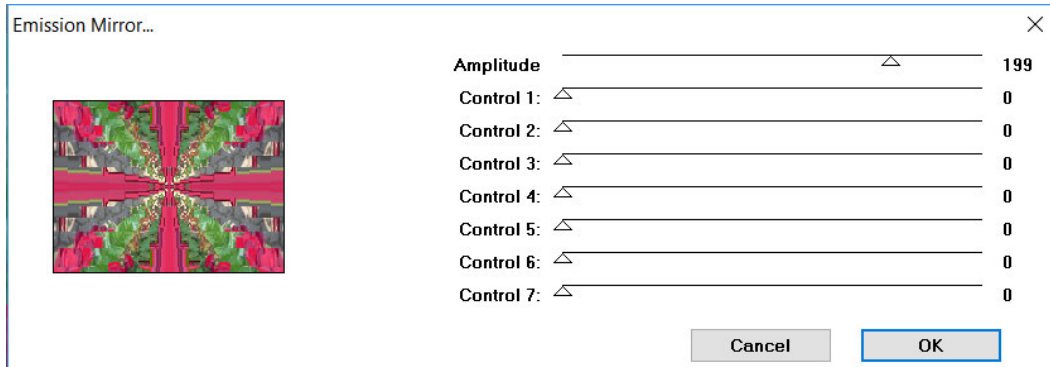 Emission Mirror...
Amplitude 199
Control 1: 0
Control 2: 0
Control 3: 0
Control 4: 0
Control 5: 0
Control 6: 0
Control 7: 0
Cancel OK